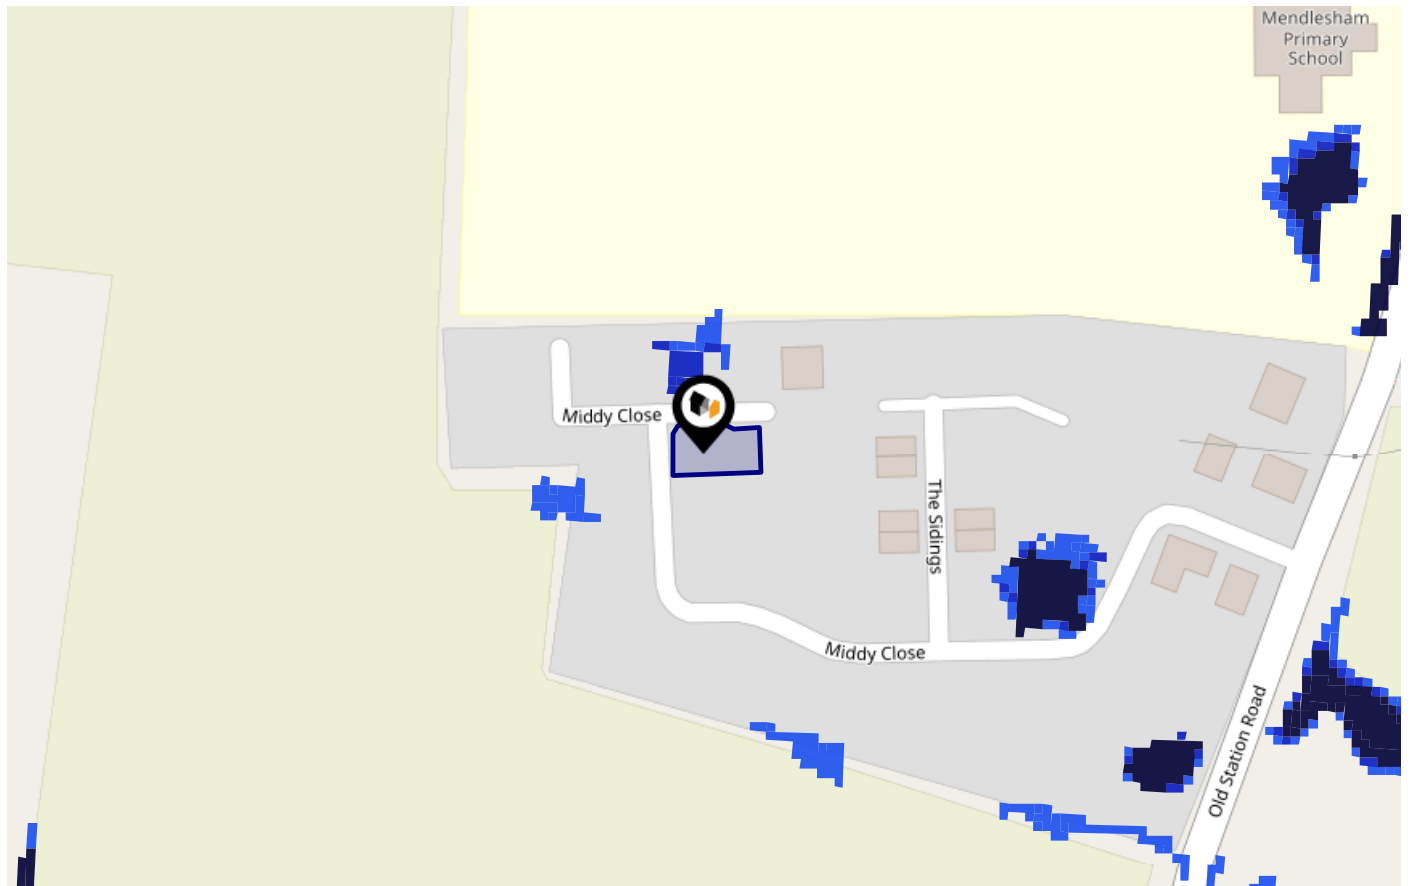 Mendlesham
Primary
School
Middy Close
The Sidings
Middy Close
Old Station Road